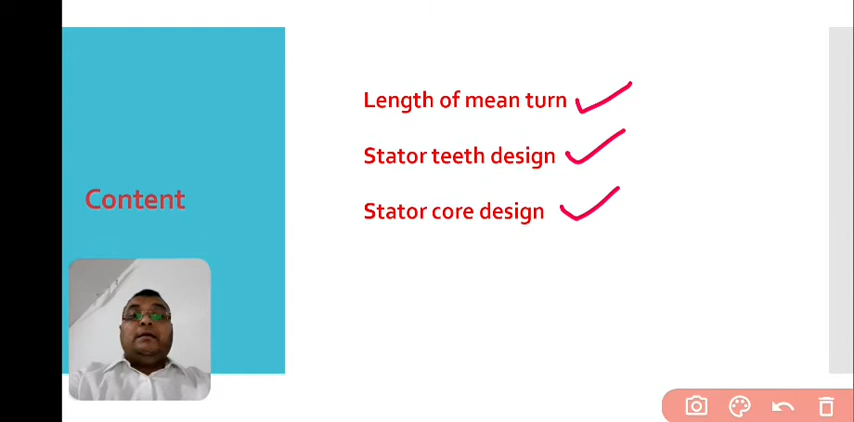 Length of mean turn
Stator teeth design
Content
Stator core design